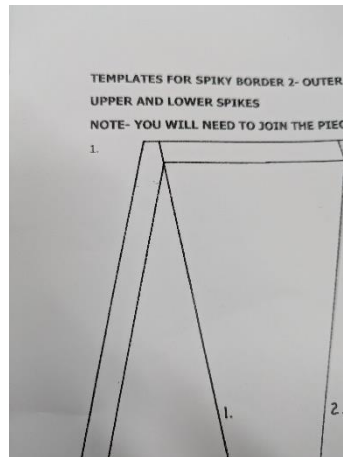 TEMPLATES FOR SPIKY BORDER 2- OUTER
UPPER AND LOWER SPIKES
NOTE- YOU WILL NEED TO JOIN THE PIEC
1.
1.
2.